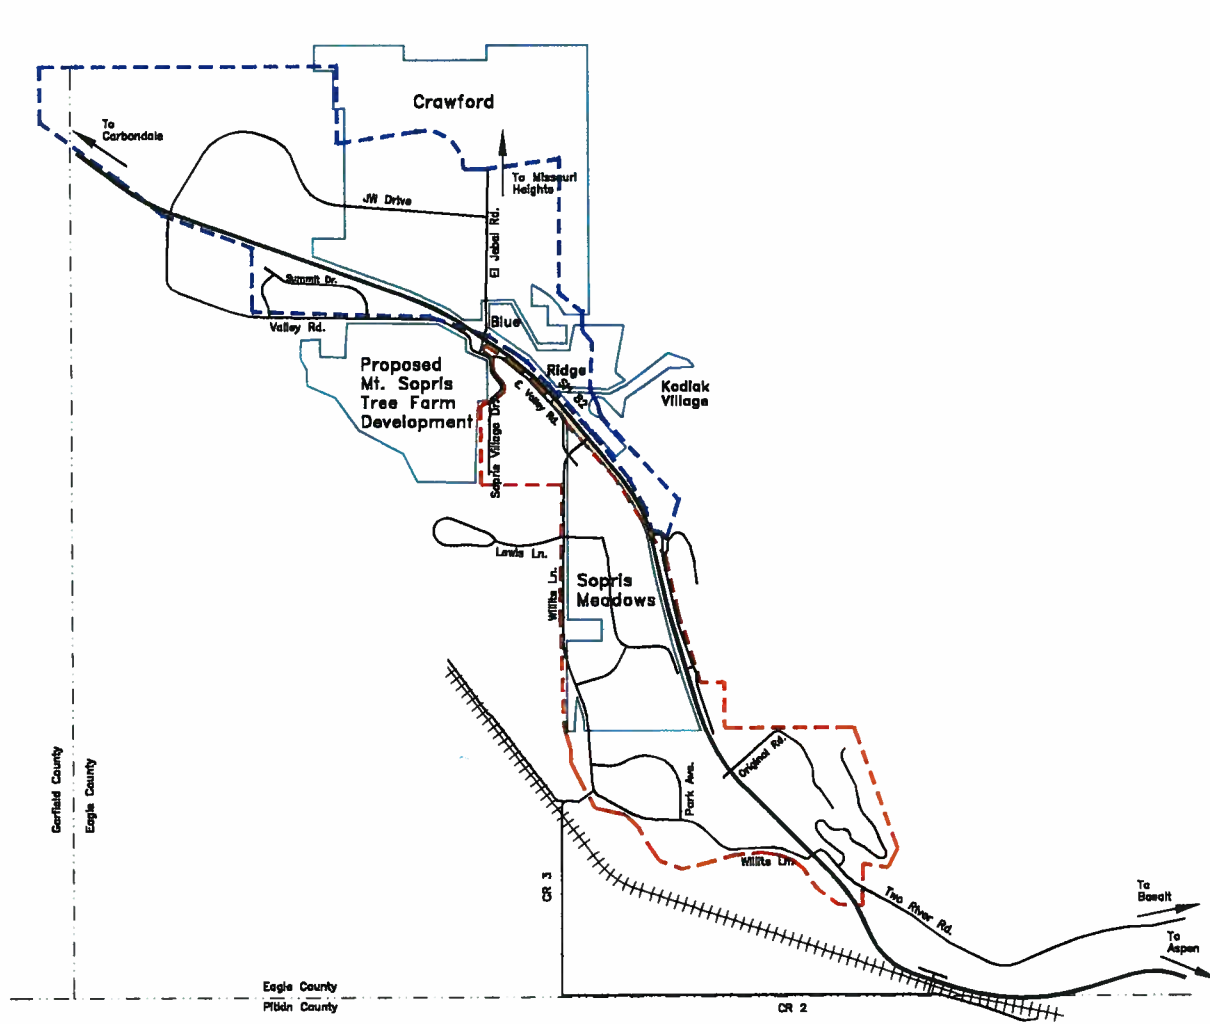 Crawford
To
Carbondale
To Missouri
Heights
JW Drive
El Jebel Rd.
Summit Dr.
Valley Rd.
Blue
Ridge
SH 82
E. Valley Rd.
Kodiak
Village
Proposed
Mt. Sopris
Tree Farm
Development
Sopris Village Dr.
Lewis Ln.
Willits Ln.
Sopris
Meadows
Original Rd.
Park Ave.
Willits Ln.
Garfield County
Eagle County
CR 3
Two River Rd.
To
Basalt
To
Aspen
Eagle County
Pitkin County
CR 2